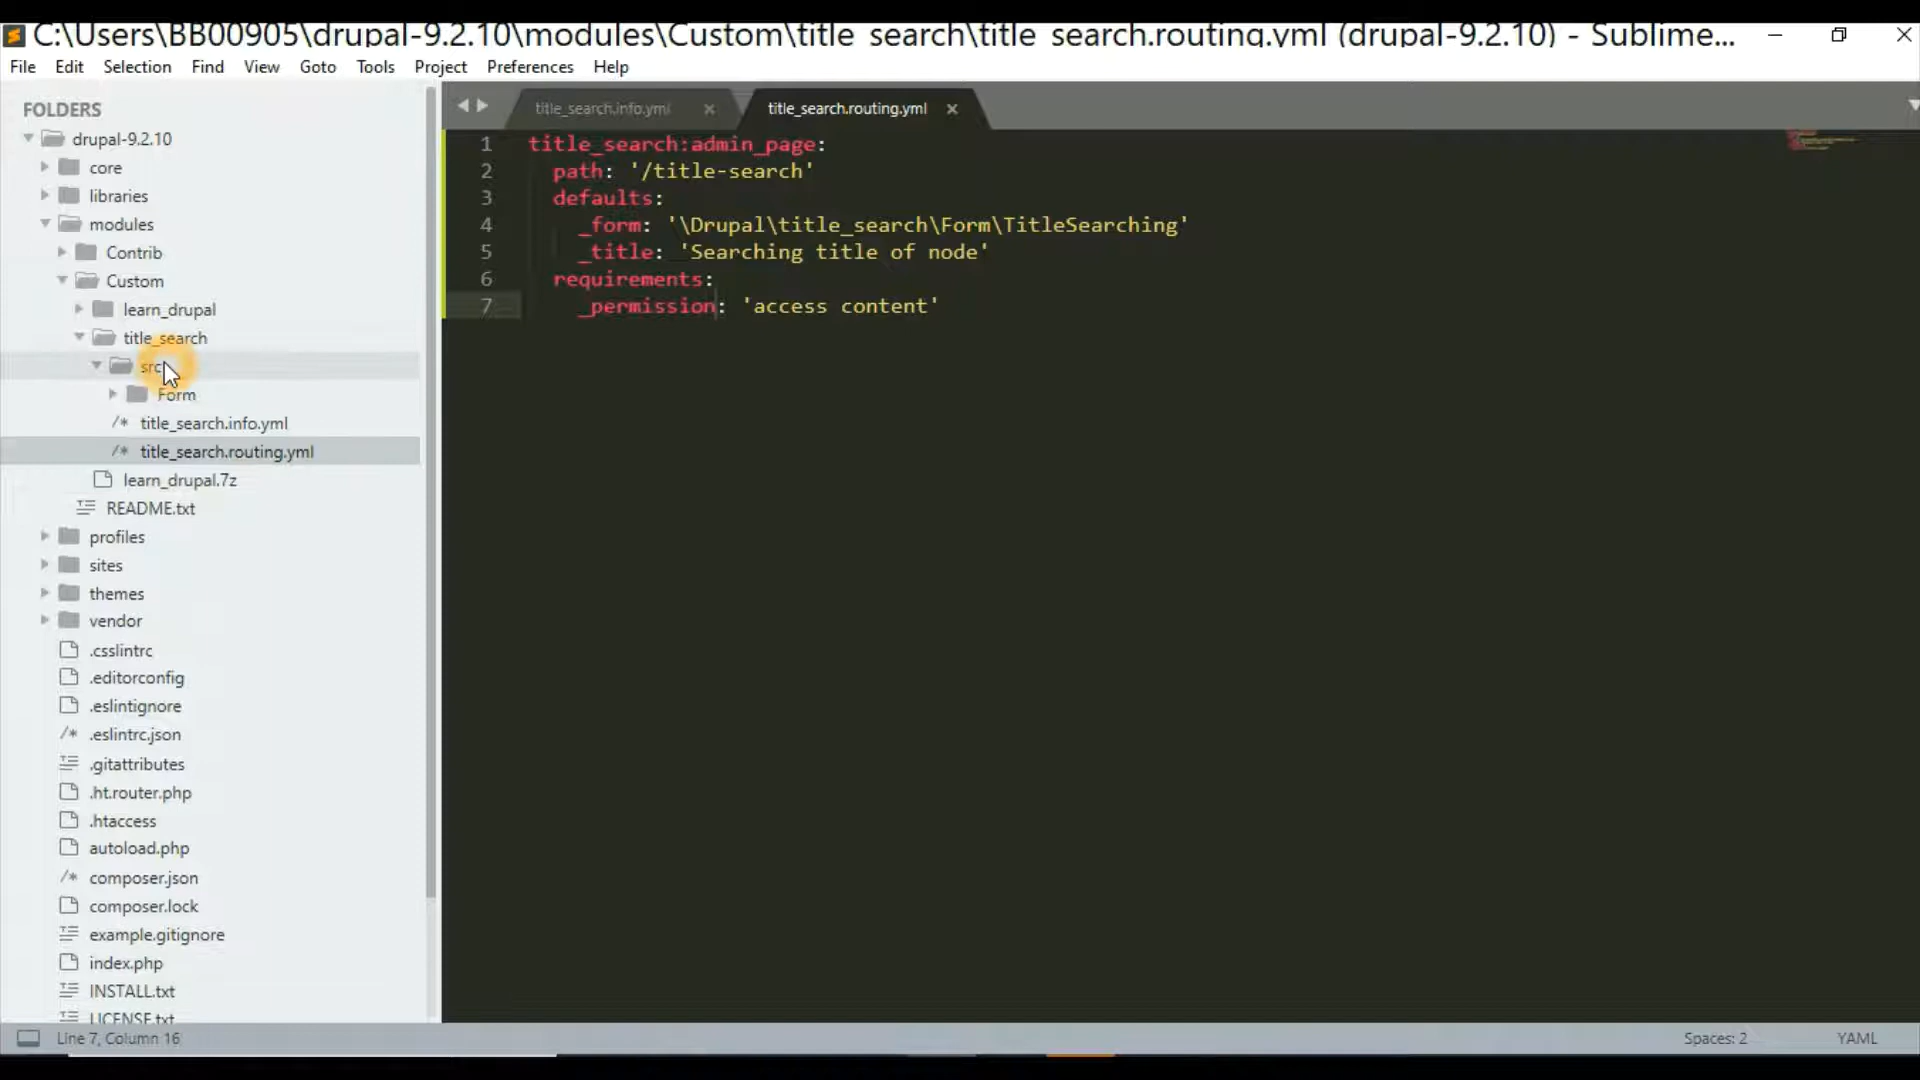 C:\Users\BB00905\drupal-9.2.10\modules\Custom\title_search\title_search.routing.yml (drupal-9.2.10) - Sublime...
File Edit Selection Find View Goto Tools Project Preferences Help
FOLDERS
drupal-9.2.10
core
libraries
modules
Contrib
Custom
learn_drupal
title_search
src
Form
title_search.info.yml
title_search.routing.yml
learn_drupal.7z
README.txt
profiles
sites
themes
vendor
.csslintrc
.editorconfig
.eslintignore
.eslintrc.json
.gitattributes
.ht.router.php
.htaccess
autoload.php
composer.json
composer.lock
example.gitignore
index.php
INSTALL.txt
LICENSE.txt
title_search.info.yml × title_search.routing.yml ×
1 title_search:admin_page:
2 path: '/title-search'
3 defaults:
4 _form: '\Drupal\title_search\Form\TitleSearching'
5 _title: 'Searching title of node'
6 requirements:
7 _permission: 'access content'
Line 7, Column 16 Spaces: 2 YAML